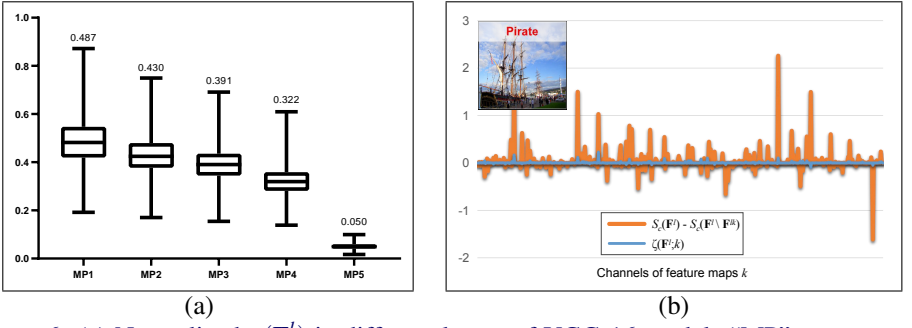 1.0
0.8
0.6
0.4
0.2
0.0
0.487
0.430
0.391
0.322
0.050
MP1 MP2 MP3 MP4 MP5
(a)
3
2
1
0
-1
-2
Pirate
S_c(F^l) - S_c(F^l \ F^lk)
ζ(F^l;k)
Channels of feature maps k
(b)